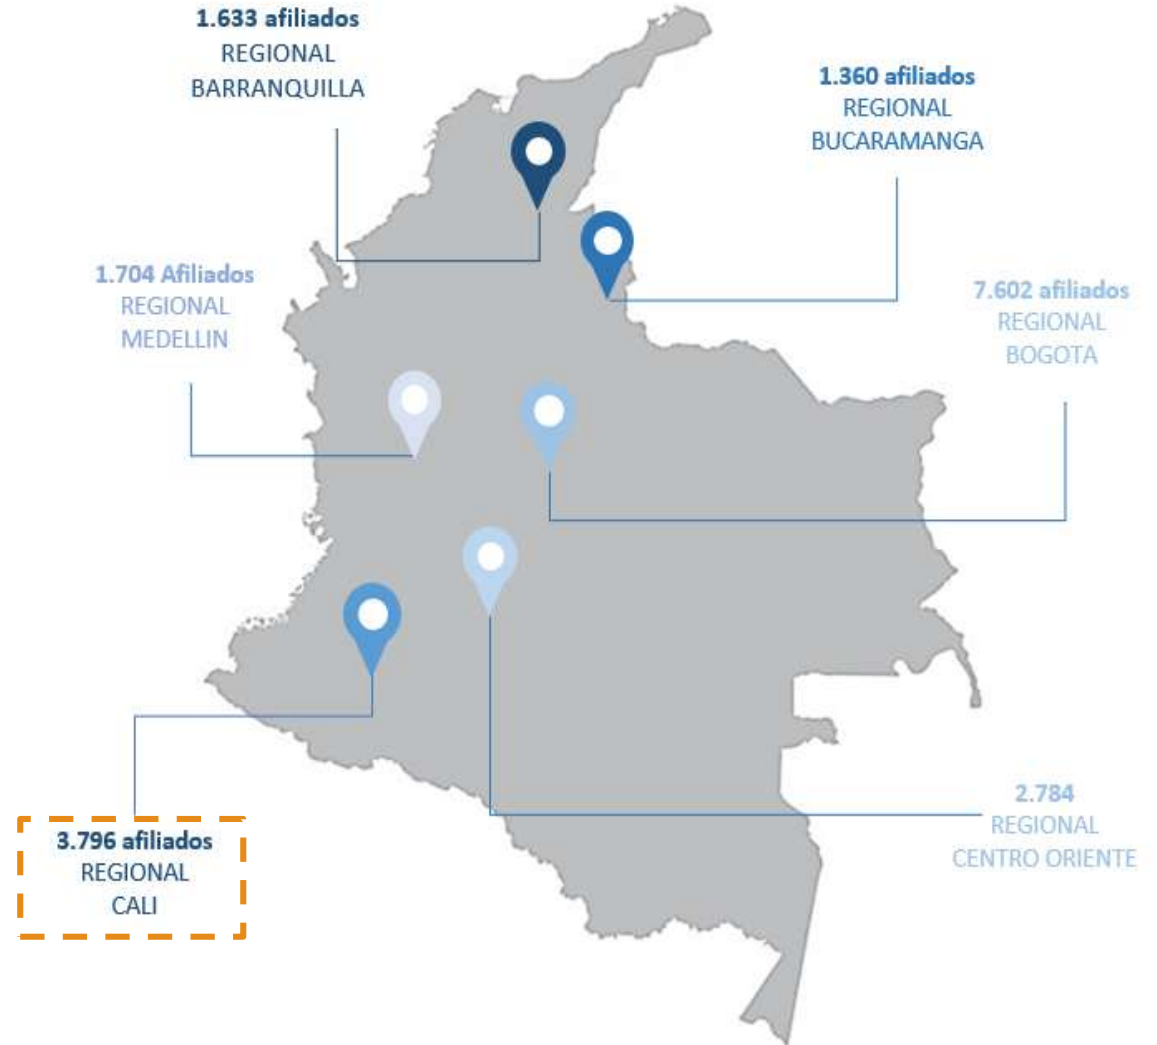 1.633 afiliados
REGIONAL
BARRANQUILLA
1.360 afiliados
REGIONAL
BUCARAMANGA
1.704 Afiliados
REGIONAL
MEDELLIN
7.602 afiliados
REGIONAL
BOGOTA
3.796 afiliados
REGIONAL
CALI
2.784
REGIONAL
CENTRO ORIENTE